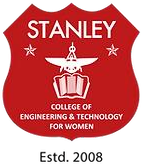 STANLEY
COLLEGE OF
ENGINEERING & TECHNOLOGY
FOR WOMEN
Estd. 2008